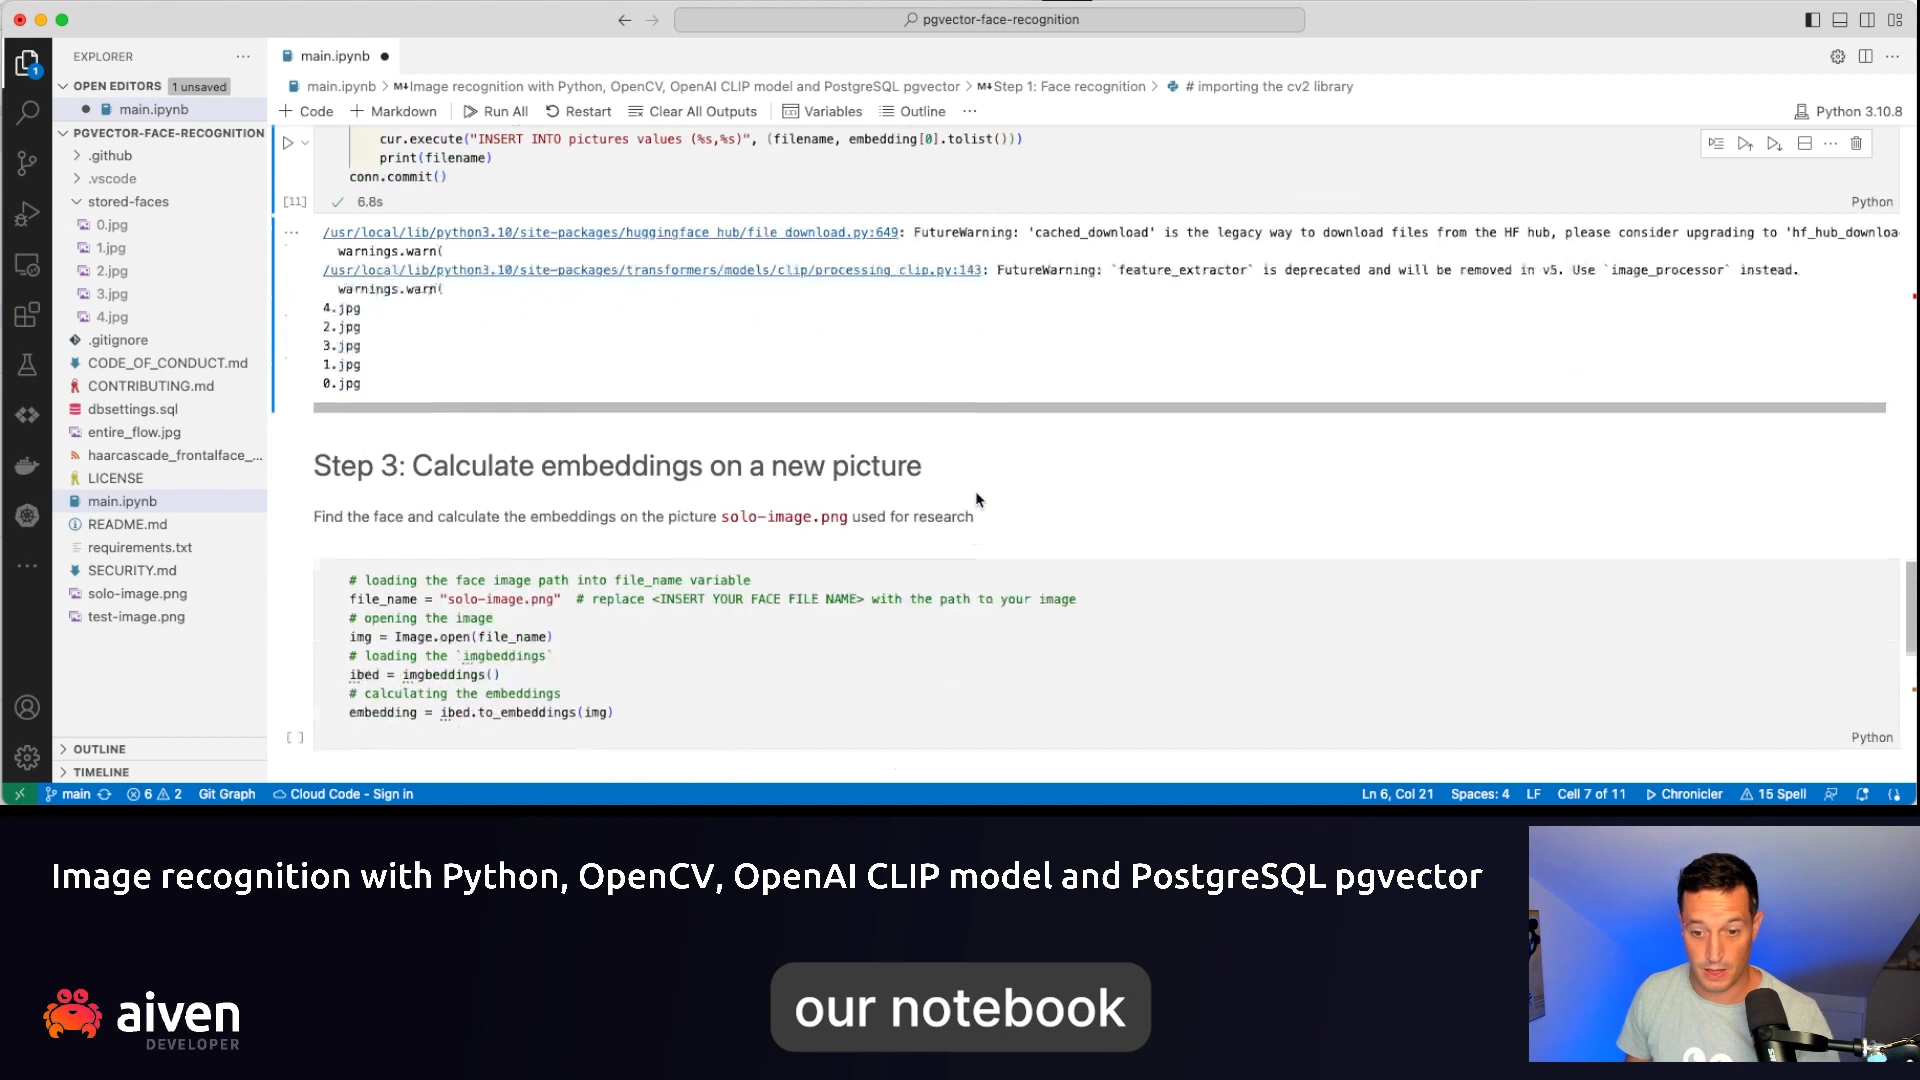 pgvector-face-recognition
EXPLORER
main.ipynb
OPEN EDITORS 1 unsaved
main.ipynb
PGVECTOR-FACE-RECOGNITION
.github
.vscode
stored-faces
0.jpg
1.jpg
2.jpg
3.jpg
4.jpg
.gitignore
CODE_OF_CONDUCT.md
CONTRIBUTING.md
dbsettings.sql
entire_flow.jpg
haarcascade_frontalface_...
LICENSE
main.ipynb
README.md
requirements.txt
SECURITY.md
solo-image.png
test-image.png
OUTLINE
TIMELINE
main.ipynb > M↓Image recognition with Python, OpenCV, OpenAI CLIP model and PostgreSQL pgvector > M↓Step 1: Face recognition > # importing the cv2 library
+ Code + Markdown Run All Restart Clear All Outputs Variables Outline ... Python 3.10.8
cur.execute("INSERT INTO pictures values (%s,%s)", (filename, embedding[0].tolist()))
print(filename)
conn.commit()
[11] ✓ 6.8s Python
/usr/local/lib/python3.10/site-packages/huggingface_hub/file_download.py:649: FutureWarning: 'cached_download' is the legacy way to download files from the HF hub, please consider upgrading to 'hf_hub_downloa
warnings.warn(
/usr/local/lib/python3.10/site-packages/transformers/models/clip/processing_clip.py:143: FutureWarning: `feature_extractor` is deprecated and will be removed in v5. Use `image_processor` instead.
warnings.warn(
4.jpg
2.jpg
3.jpg
1.jpg
0.jpg
Step 3: Calculate embeddings on a new picture
Find the face and calculate the embeddings on the picture solo-image.png used for research
# loading the face image path into file_name variable
file_name = "solo-image.png" # replace <INSERT YOUR FACE FILE NAME> with the path to your image
# opening the image
img = Image.open(file_name)
# loading the `imgbeddings`
ibed = imgbeddings()
# calculating the embeddings
embedding = ibed.to_embeddings(img)
[ ] Python
main 6 2 Git Graph Cloud Code - Sign in Ln 6, Col 21 Spaces: 4 LF Cell 7 of 11 Chronicler 15 Spell
Image recognition with Python, OpenCV, OpenAI CLIP model and PostgreSQL pgvector
aiven
DEVELOPER
our notebook